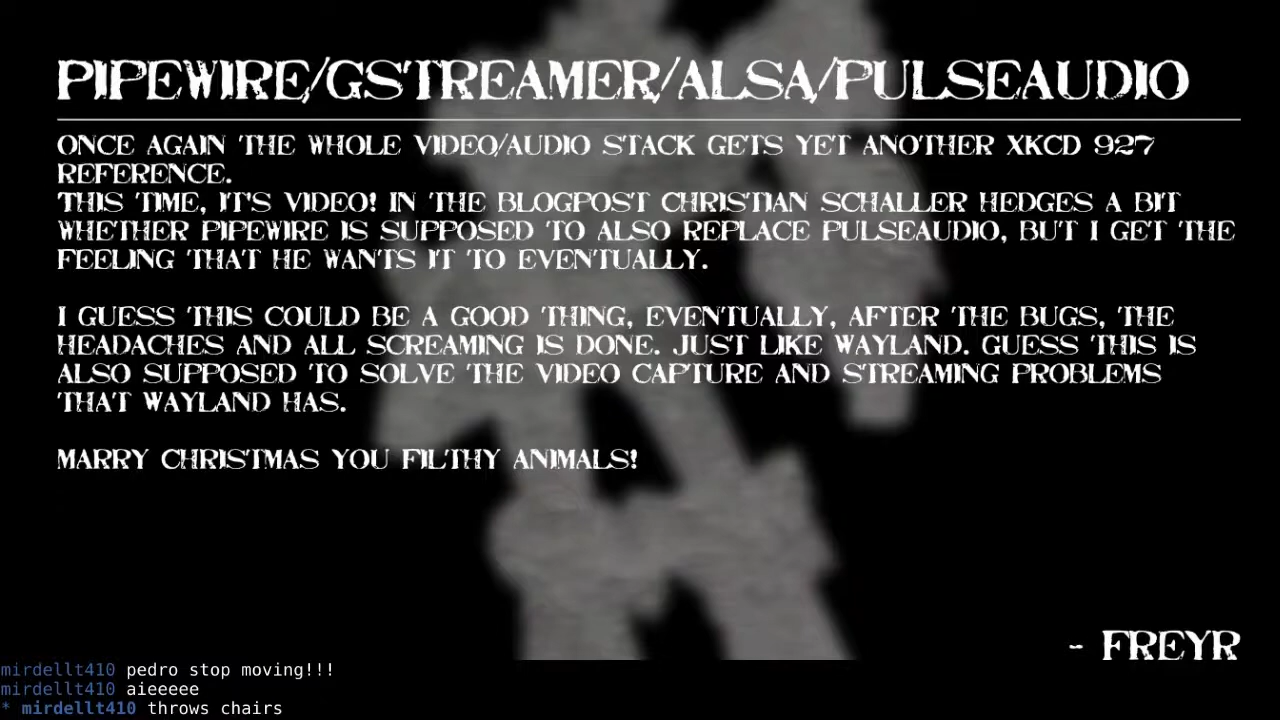 PIPEWIRE/GSTREAMER/ALSA/PULSEAUDIO
ONCE AGAIN THE WHOLE VIDEO/AUDIO STACK GETS YET ANOTHER XKCD 927
REFERENCE.
THIS TIME, IT'S VIDEO! IN THE BLOGPOST CHRISTIAN SCHALLER HEDGES A BIT
WHETHER PIPEWIRE IS SUPPOSED TO ALSO REPLACE PULSEAUDIO, BUT I GET THE
FEELING THAT HE WANTS IT TO EVENTUALLY.
I GUESS THIS COULD BE A GOOD THING, EVENTUALLY, AFTER THE BUGS, THE
HEADACHES AND ALL SCREAMING IS DONE. JUST LIKE WAYLAND. GUESS THIS IS
ALSO SUPPOSED TO SOLVE THE VIDEO CAPTURE AND STREAMING PROBLEMS
THAT WAYLAND HAS.
MARRY CHRISTMAS YOU FILTHY ANIMALS!
- FREYR
mirdellt410 pedro stop moving!!!
mirdellt410 aieeeee
* mirdellt410 throws chairs